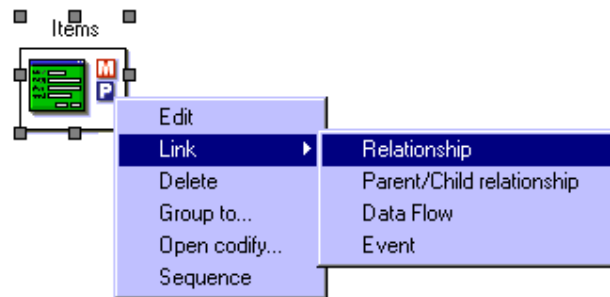 Items
M
P
Edit
Link
Relationship
Delete
Parent/Child relationship
Group to...
Data Flow
Open codify...
Event
Sequence